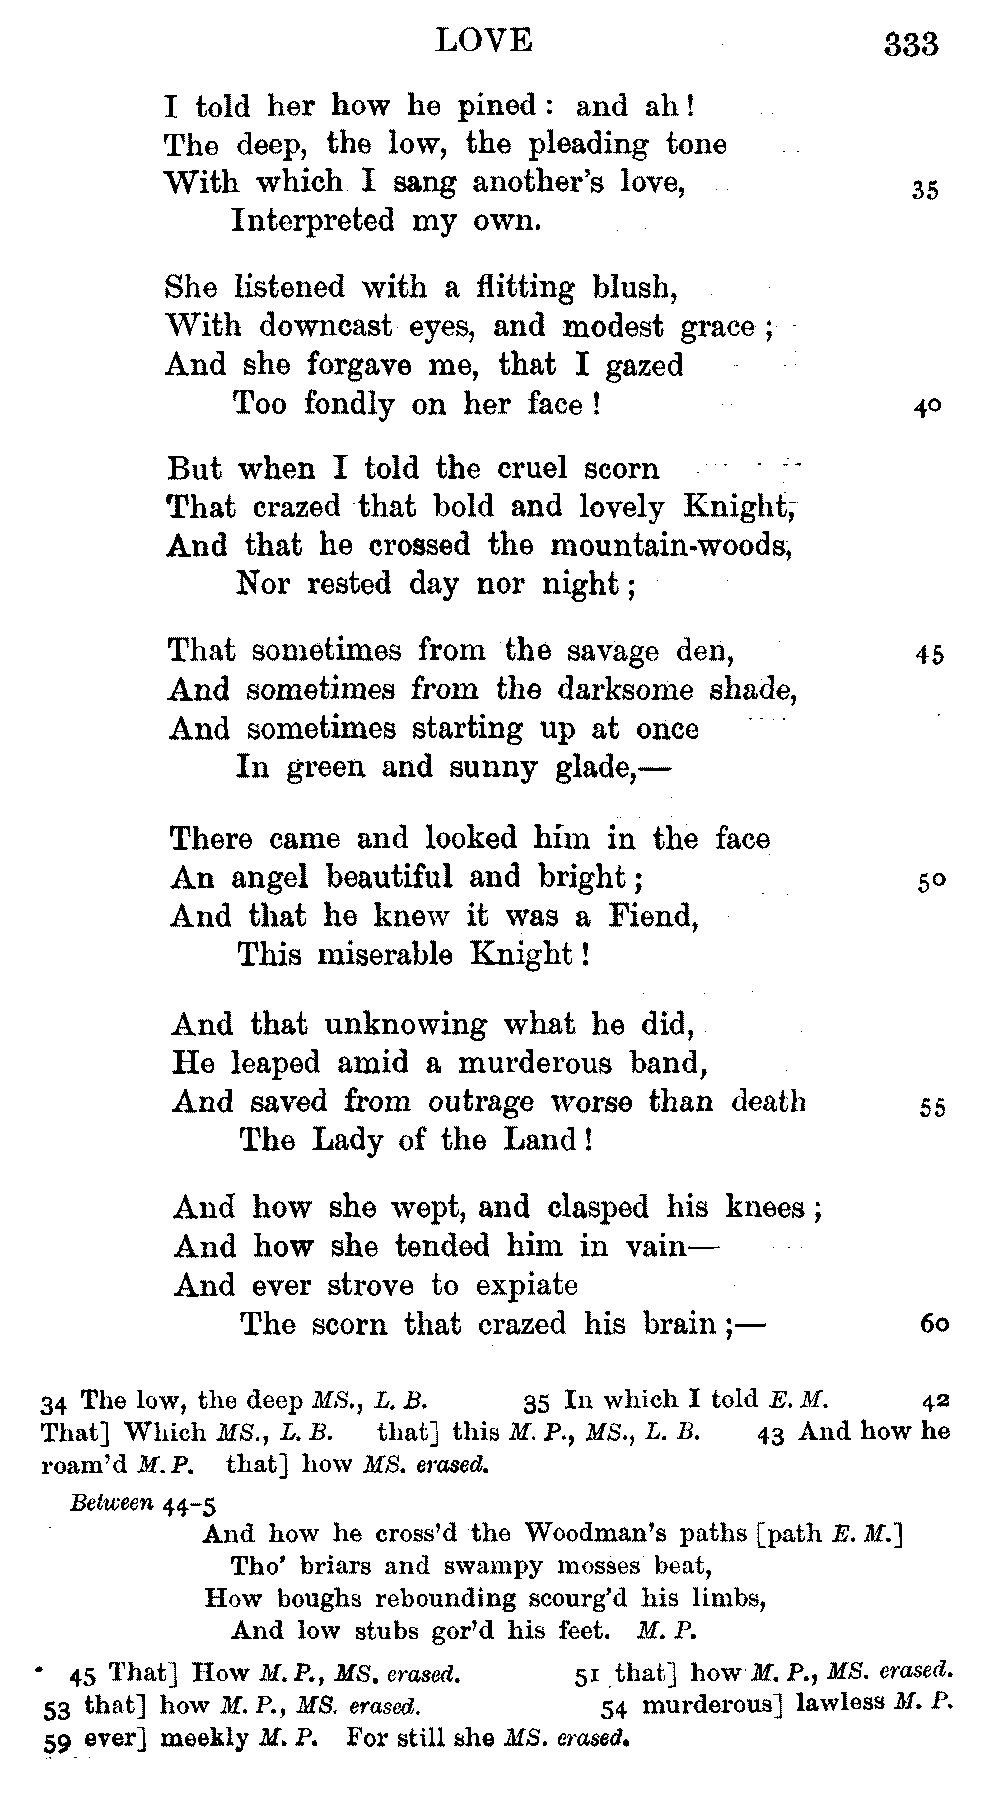 LOVE 333
I told her how he pined : and ah !
The deep, the low, the pleading tone
With which I sang another's love, 35
Interpreted my own.
She listened with a flitting blush,
With downcast eyes, and modest grace ;
And she forgave me, that I gazed
Too fondly on her face ! 40
But when I told the cruel scorn
That crazed that bold and lovely Knight,
And that he crossed the mountain-woods,
Nor rested day nor night ;
That sometimes from the savage den, 45
And sometimes from the darksome shade,
And sometimes starting up at once
In green and sunny glade,—
There came and looked him in the face
An angel beautiful and bright ; 50
And that he knew it was a Fiend,
This miserable Knight !
And that unknowing what he did,
He leaped amid a murderous band,
And saved from outrage worse than death 55
The Lady of the Land !
And how she wept, and clasped his knees ;
And how she tended him in vain—
And ever strove to expiate
The scorn that crazed his brain ;— 60
34 The low, the deep MS., L. B. 35 In which I told E. M. 42
That] Which MS., L. B. that] this M. P., MS., L. B. 43 And how he
roam'd M. P. that] how MS. erased.
Between 44-5
And how he cross'd the Woodman's paths [path E. M.]
Tho' briars and swampy mosses beat,
How boughs rebounding scourg'd his limbs,
And low stubs gor'd his feet. M. P.
45 That] How M. P., MS. erased. 51 that] how M. P., MS. erased.
53 that] how M. P., MS. erased. 54 murderous] lawless M. P.
59 ever] meekly M. P. For still she MS. erased.